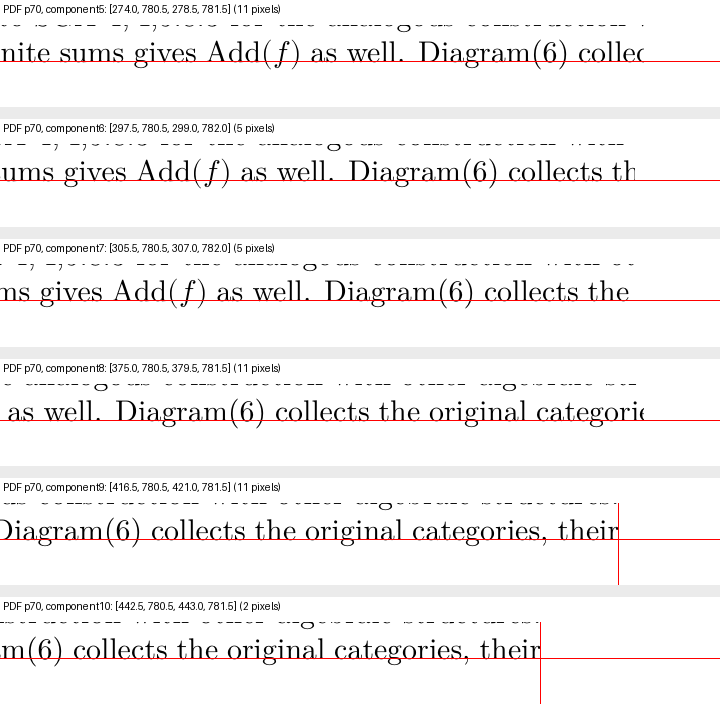 PDF p70, component5: [274.0, 780.5, 278.5, 781.5] (11 pixels)
nite sums gives Add(f) as well. Diagram(6) collec
PDF p70, component6: [297.5, 780.5, 299.0, 782.0] (5 pixels)
ums gives Add(f) as well. Diagram(6) collects th
PDF p70, component7: [305.5, 780.5, 307.0, 782.0] (5 pixels)
ms gives Add(f) as well. Diagram(6) collects the
PDF p70, component8: [375.0, 780.5, 379.5, 781.5] (11 pixels)
as well. Diagram(6) collects the original categorie
PDF p70, component9: [416.5, 780.5, 421.0, 781.5] (11 pixels)
Diagram(6) collects the original categories, their
PDF p70, component10: [442.5, 780.5, 443.0, 781.5] (2 pixels)
m(6) collects the original categories, their